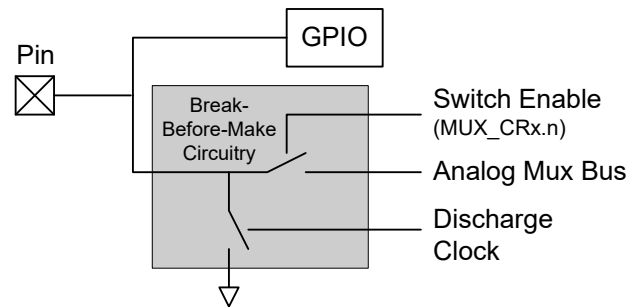 GPIO
Pin
Break-
Before-Make
Circuitry
Switch Enable
(MUX_CRx.n)
Analog Mux Bus
Discharge
Clock